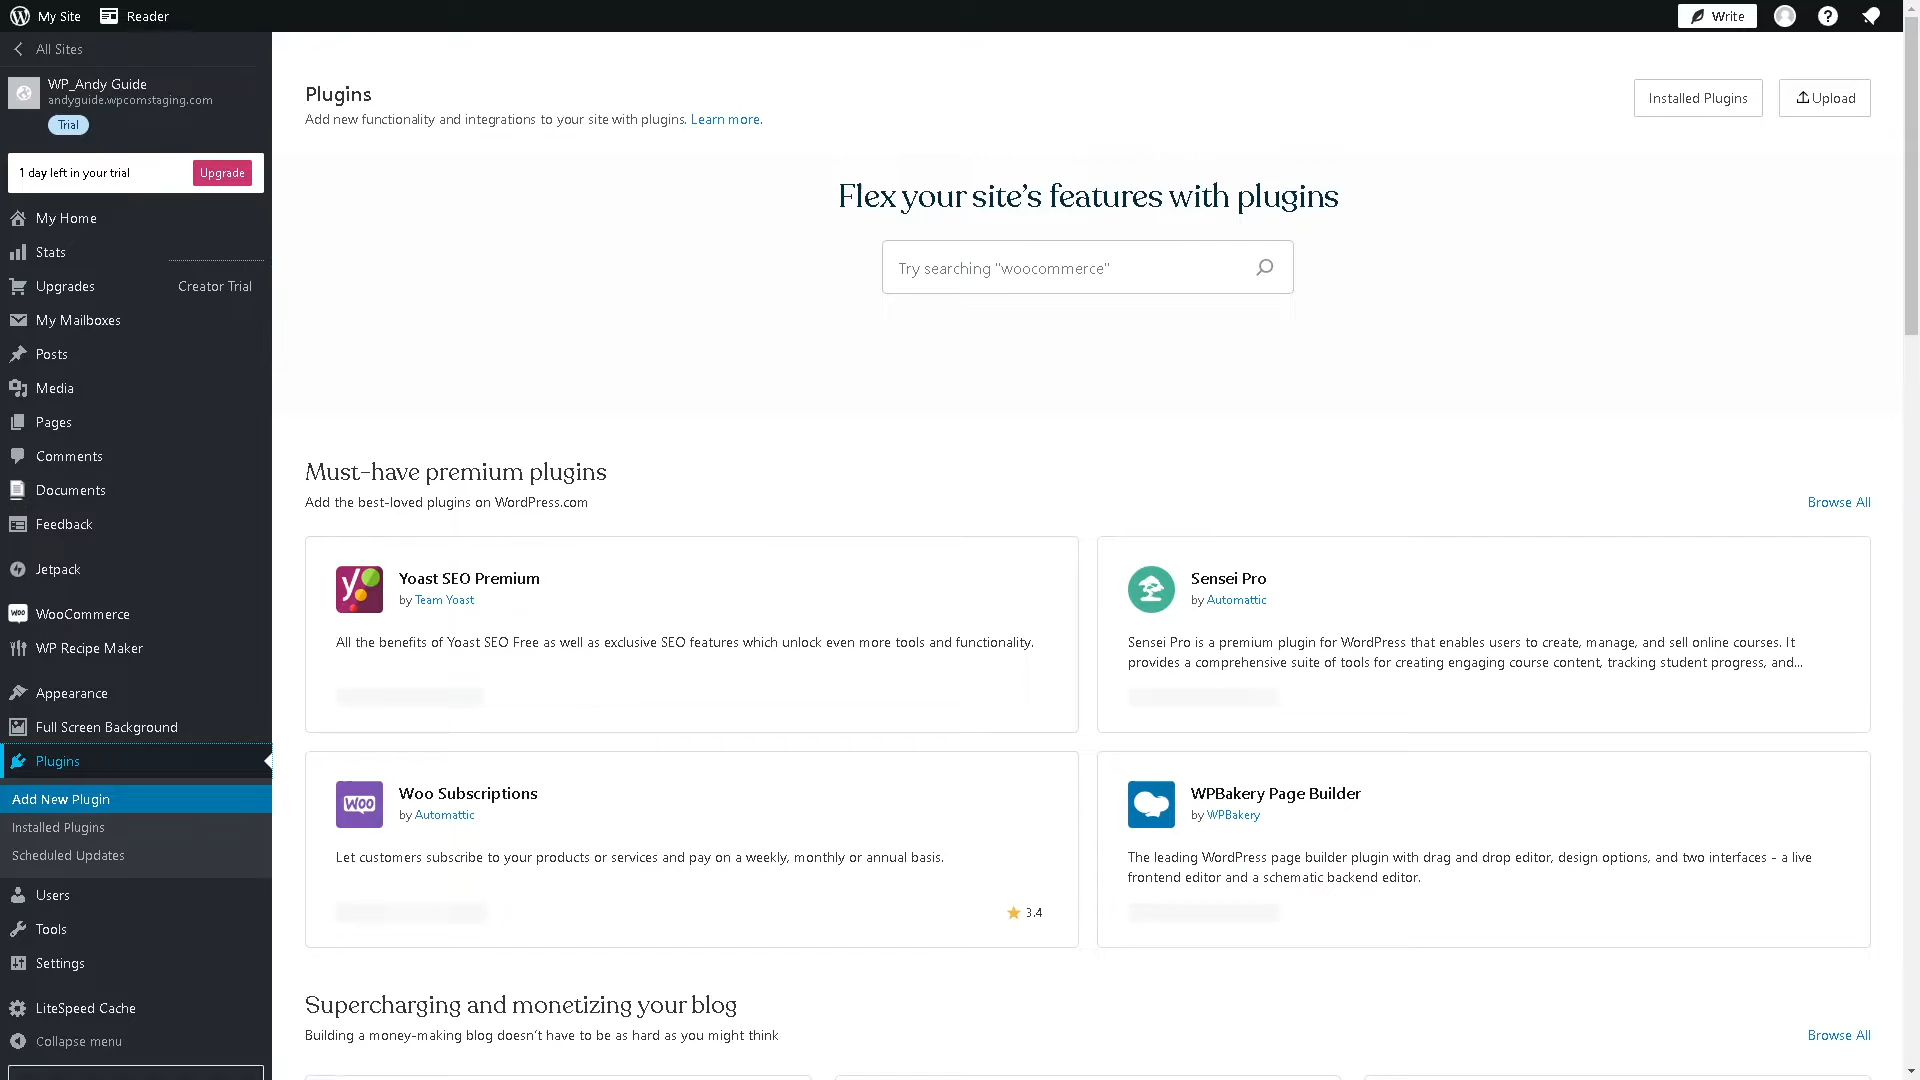 My Site
Reader
Write
All Sites
WP_Andy Guide
andyguide.wpcomstaging.com
Trial
1 day left in your trial
Upgrade
My Home
Stats
Upgrades
Creator Trial
My Mailboxes
Posts
Media
Pages
Comments
Documents
Feedback
Jetpack
WooCommerce
WP Recipe Maker
Appearance
Full Screen Background
Plugins
Add New Plugin
Installed Plugins
Scheduled Updates
Users
Tools
Settings
LiteSpeed Cache
Collapse menu
Plugins
Add new functionality and integrations to your site with plugins. Learn more.
Installed Plugins
Upload
Flex your site's features with plugins
Try searching "woocommerce"
Must-have premium plugins
Add the best-loved plugins on WordPress.com
Browse All
Yoast SEO Premium
by Team Yoast
All the benefits of Yoast SEO Free as well as exclusive SEO features which unlock even more tools and functionality.
Sensei Pro
by Automattic
Sensei Pro is a premium plugin for WordPress that enables users to create, manage, and sell online courses. It
provides a comprehensive suite of tools for creating engaging course content, tracking student progress, and...
Woo
Woo Subscriptions
by Automattic
Let customers subscribe to your products or services and pay on a weekly, monthly or annual basis.
3.4
WPBakery Page Builder
by WPBakery
The leading WordPress page builder plugin with drag and drop editor, design options, and two interfaces - a live
frontend editor and a schematic backend editor.
Supercharging and monetizing your blog
Building a money-making blog doesn't have to be as hard as you might think
Browse All